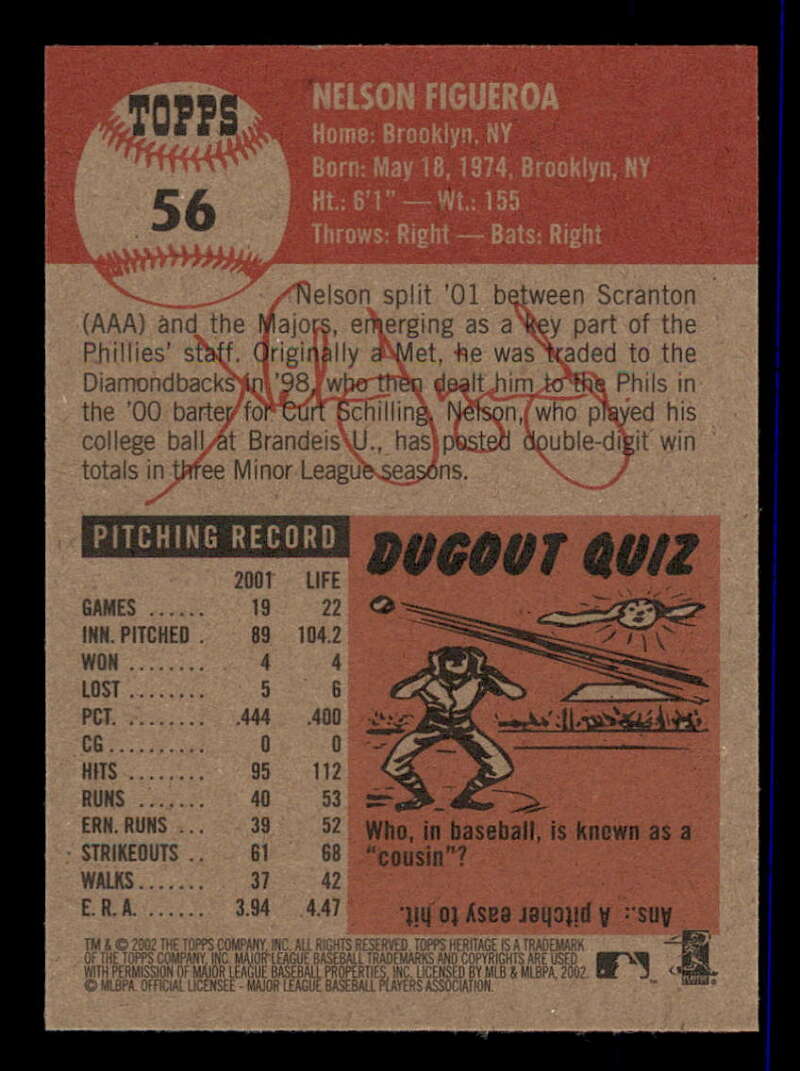 TOPPS
56
NELSON FIGUEROA
Home: Brooklyn, NY
Born: May 18, 1974, Brooklyn, NY
Ht.: 6'1" — Wt.: 155
Throws: Right — Bats: Right
Nelson split '01 between Scranton
(AAA) and the Majors, emerging as a key part of the
Phillies' staff. Originally a Met, he was traded to the
Diamondbacks in '98, who then dealt him to the Phils in
the '00 barter for Curt Schilling. Nelson, who played his
college ball at Brandeis U., has posted double-digit win
totals in three Minor League seasons.
PITCHING RECORD
2001 LIFE
GAMES ...... 19 22
INN. PITCHED . 89 104.2
WON ........ 4 4
LOST ........ 5 6
PCT. ........ .444 .400
CG.......... 0 0
HITS ........ 95 112
RUNS ....... 40 53
ERN. RUNS ... 39 52
STRIKEOUTS .. 61 68
WALKS....... 37 42
E. R. A. ...... 3.94 4.47
DUGOUT QUIZ
Who, in baseball, is known as a
"cousin"?
Ans.: A pitcher easy to hit.
TM & © 2002 THE TOPPS COMPANY, INC. ALL RIGHTS RESERVED. TOPPS HERITAGE IS A TRADEMARK
OF THE TOPPS COMPANY, INC. MAJOR LEAGUE BASEBALL TRADEMARKS AND COPYRIGHTS ARE USED
WITH PERMISSION OF MAJOR LEAGUE BASEBALL PROPERTIES, INC. LICENSED BY MLB & MLBPA, 2002.
© MLBPA. OFFICIAL LICENSEE - MAJOR LEAGUE BASEBALL PLAYERS ASSOCIATION.